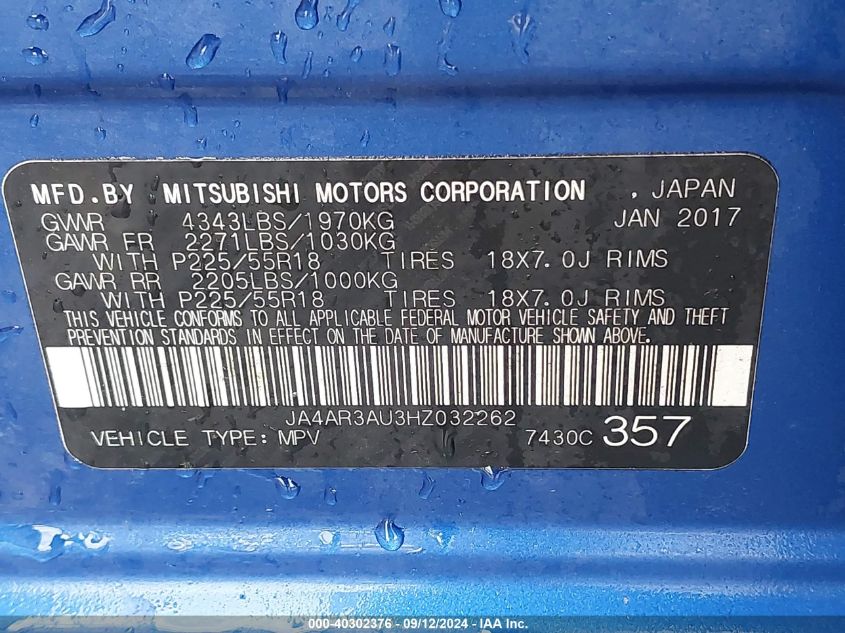 MFD.BY MITSUBISHI MOTORS CORPORATION , JAPAN
GVWR 4343LBS/1970KG JAN 2017
GAWR FR 2271LBS/1030KG
WITH P225/55R18 TIRES 18X7.0J RIMS
GAWR RR 2205LBS/1000KG
WITH P225/55R18 TIRES 18X7.0J RIMS
THIS VEHICLE CONFORMS TO ALL APPLICABLE FEDERAL MOTOR VEHICLE SAFETY AND THEFT
PREVENTION STANDARDS IN EFFECT ON THE DATE OF MANUFACTURE SHOWN ABOVE.
JA4AR3AU3HZ032262
VEHICLE TYPE: MPV 7430C 357
000-40302376 - 09/12/2024 - IAA Inc.